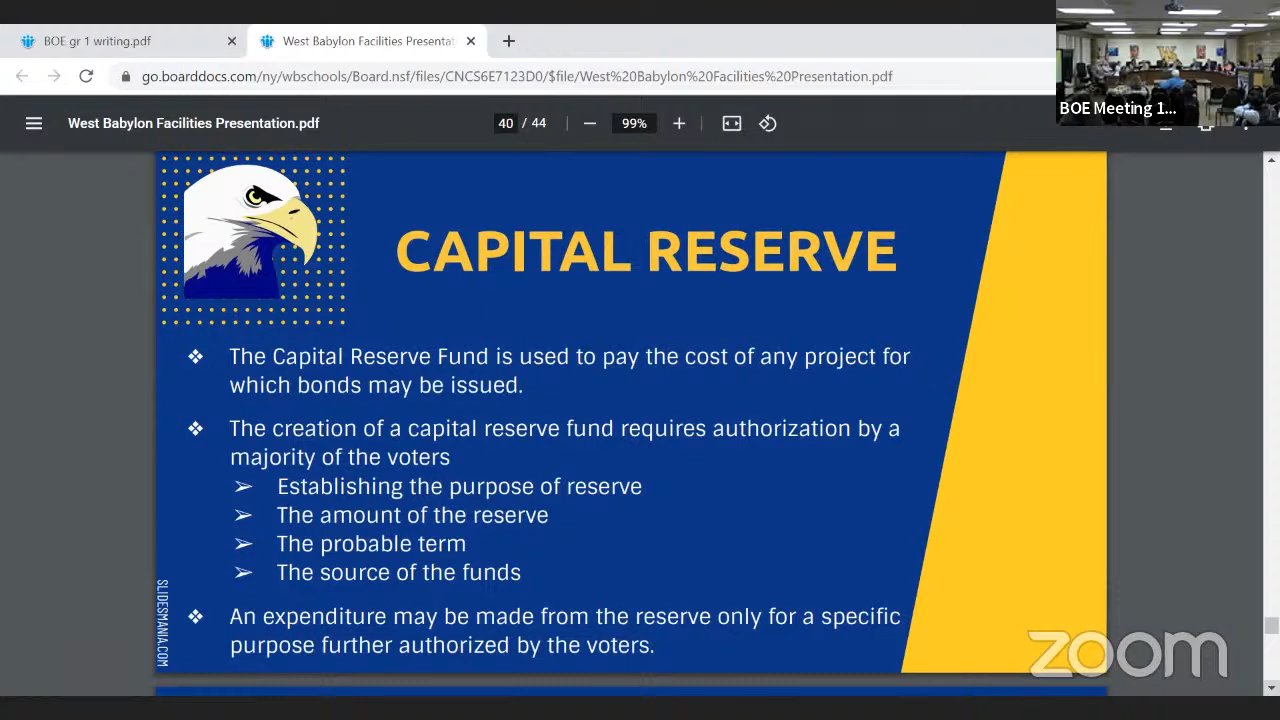 BOE gr 1 writing.pdf
West Babylon Facilities Presentat
go.boarddocs.com/ny/wbschools/Board.nsf/files/CNCS6E7123D0/$file/West%20Babylon%20Facilities%20Presentation.pdf
BOE Meeting 1...
West Babylon Facilities Presentation.pdf
40 / 44
99%
CAPITAL RESERVE
❖ The Capital Reserve Fund is used to pay the cost of any project for
which bonds may be issued.
❖ The creation of a capital reserve fund requires authorization by a
majority of the voters
➢ Establishing the purpose of reserve
➢ The amount of the reserve
➢ The probable term
➢ The source of the funds
❖ An expenditure may be made from the reserve only for a specific
purpose further authorized by the voters.
SLIDESMANIA.COM
zoom